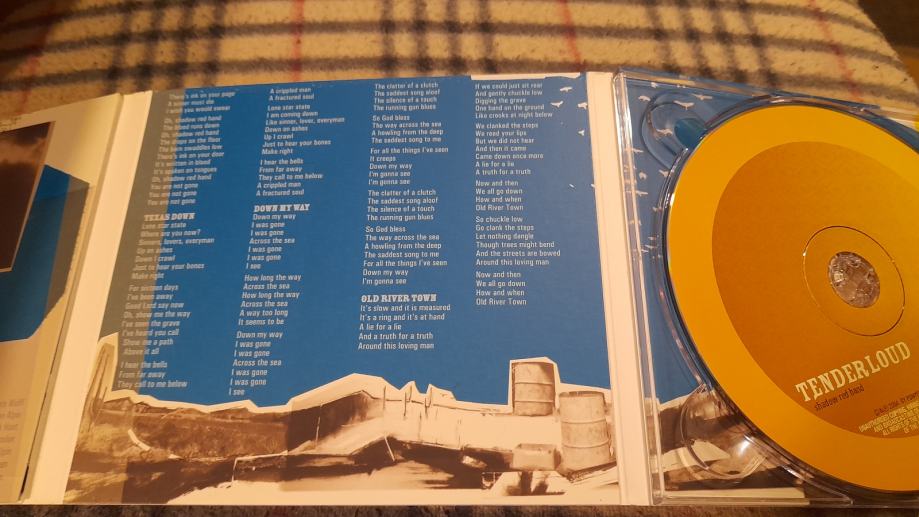 There's ink on your page
A sinner must die
I wish you would swear
Oh, shadow red hand
The blood runs down
Oh, shadow red hand
The drops on the floor
The barn swaddles low
There's ink on your door
It's written in blood
It's spoken on tongues
Oh, shadow red hand
You are not gone
You are not gone
You are not gone
TEXAS DOWN
Lone star state
Where are you now?
Sinners, lovers, everyman
Up on ashes
Down I crawl
Just to hear your bones
Make right
For sixteen days
I've been away
Good Lord say now
Oh, show me the way
I've seen the grave
I've heard you call
Show me a path
Above it all
I hear the bells
From far away
They call to me below
A crippled man
A fractured soul
Lone star state
I am coming down
Like sinner, lover, everyman
Down on ashes
Up I crawl
Just to hear your bones
Make right
I hear the bells
From far away
They call to me below
A crippled man
A fractured soul
DOWN MY WAY
Down my way
I was gone
I was gone
Across the sea
I was gone
I was gone
I see
How long the way
Across the sea
How long the way
Across the sea
A way too long
It seems to be
Down my way
I was gone
I was gone
Across the sea
I was gone
I was gone
I see
The clatter of a clutch
The saddest song aloof
The silence of a touch
The running gun blues
So God bless
The way across the sea
A howling from the deep
The saddest song to me
For all the things I've seen
It creeps
Down my way
I'm gonna see
I'm gonna see
The clatter of a clutch
The saddest song aloof
The silence of a touch
The running gun blues
So God bless
The way across the sea
A howling from the deep
The saddest song to me
For all the things I've seen
Down my way
I'm gonna see
OLD RIVER TOWN
It's slow and it is measured
It's a ring and it's at hand
A lie for a lie
And a truth for a truth
Around this loving man
If we could just sit rear
And gently chuckle low
Digging the grave
One hand on the ground
Like crooks at night below
We clanked the steps
We read your lips
But we did not hear
And then it came
Came down once more
A lie for a lie
A truth for a truth
Now and then
We all go down
How and when
Old River Town
So chuckle low
Go clank the steps
Let nothing dangle
Though trees might bend
And the streets are bowed
Around this loving man
Now and then
We all go down
How and when
Old River Town
TENDERLOUD
shadow red hand
UNAUTHORISED COPYING,
AND BROADCAST
ALL RIGHTS OF
OF THE